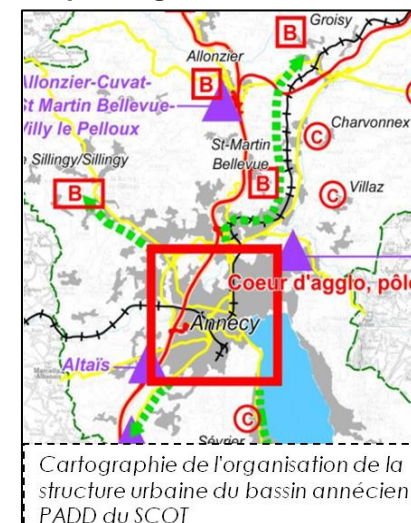 Groisy
B
Allonzier
Allonzier-Cuvat-
St Martin Bellevue-
Villy le Pelloux
B
Charvonnex
C
St-Martin
Bellevue
Sillingy/Sillingy
B
B
C
Villaz
Coeur d'agglo, pôle
Annecy
Altaïs
C
Sévrier
Cartographie de l'organisation de la
structure urbaine du bassin annécien
PADD du SCOT